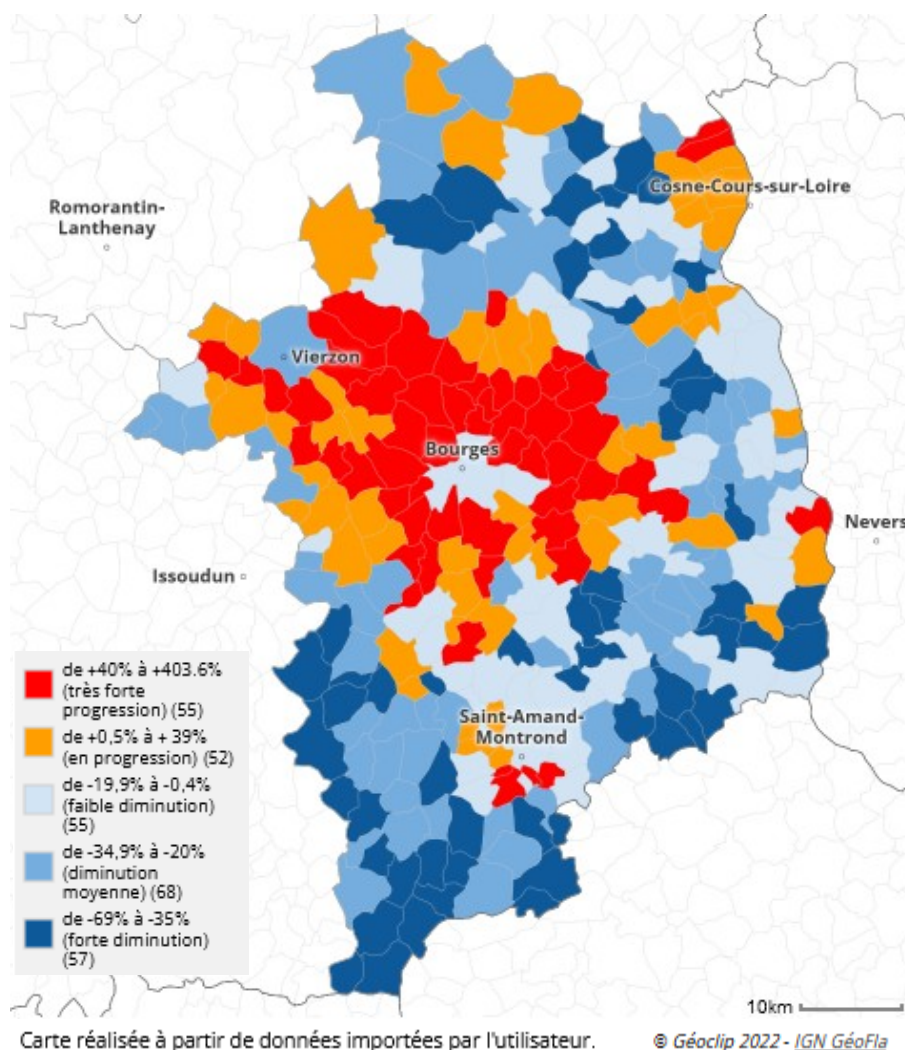 Cosne-Cours-sur-Loire
Romorantin-
Lanthenay
Vierzon
Bourges
Nevers
Issoudun
Saint-Amand-
Montrond
de +40% à +403.6%
(très forte
progression) (55)
de +0,5% à + 39%
(en progression) (52)
de -19,9% à -0,4%
(faible diminution)
(55)
de -34,9% à -20%
(diminution
moyenne) (68)
de -69% à -35%
(forte diminution)
(57)
10km
Carte réalisée à partir de données importées par l'utilisateur.
© Géoclip 2022 - IGN GéoFla